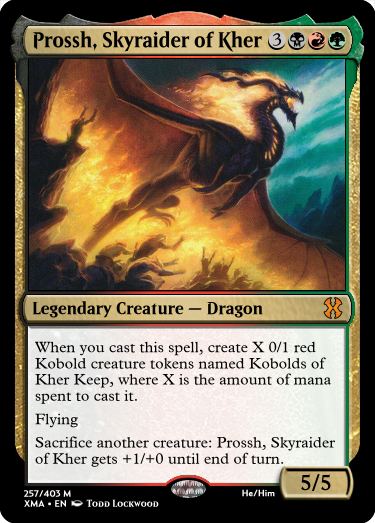 Prossh, Skyraider of Kher 3
Legendary Creature — Dragon
When you cast this spell, create X 0/1 red
Kobold creature tokens named Kobolds of
Kher Keep, where X is the amount of mana
spent to cast it.
Flying
Sacrifice another creature: Prossh, Skyraider
of Kher gets +1/+0 until end of turn.
5/5
257/403 M
He/Him
XMA • EN Todd Lockwood